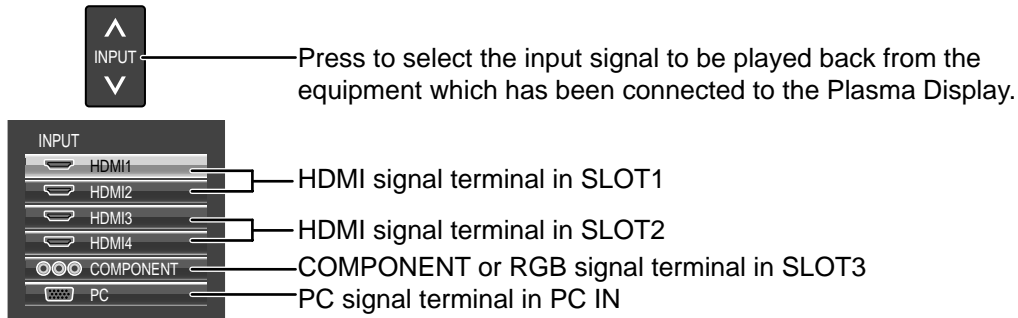 INPUT
Press to select the input signal to be played back from the
equipment which has been connected to the Plasma Display.
INPUT
HDMI1
HDMI2
HDMI signal terminal in SLOT1
HDMI3
HDMI4
HDMI signal terminal in SLOT2
COMPONENT
COMPONENT or RGB signal terminal in SLOT3
PC
PC signal terminal in PC IN